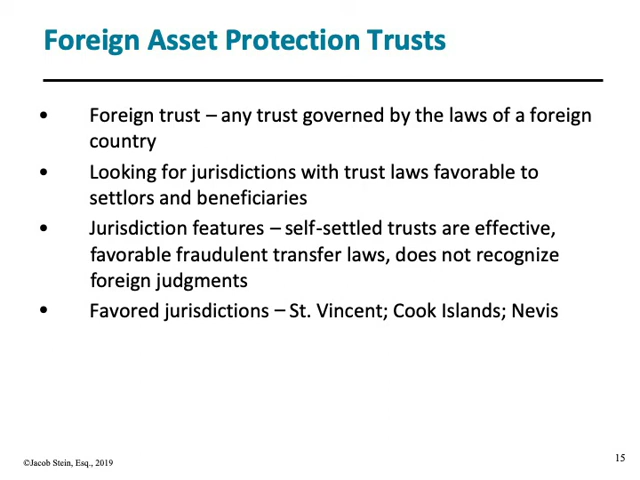 Foreign Asset Protection Trusts
• Foreign trust – any trust governed by the laws of a foreign
country
• Looking for jurisdictions with trust laws favorable to
settlors and beneficiaries
• Jurisdiction features – self-settled trusts are effective,
favorable fraudulent transfer laws, does not recognize
foreign judgments
• Favored jurisdictions – St. Vincent; Cook Islands; Nevis
©Jacob Stein, Esq., 2019
15